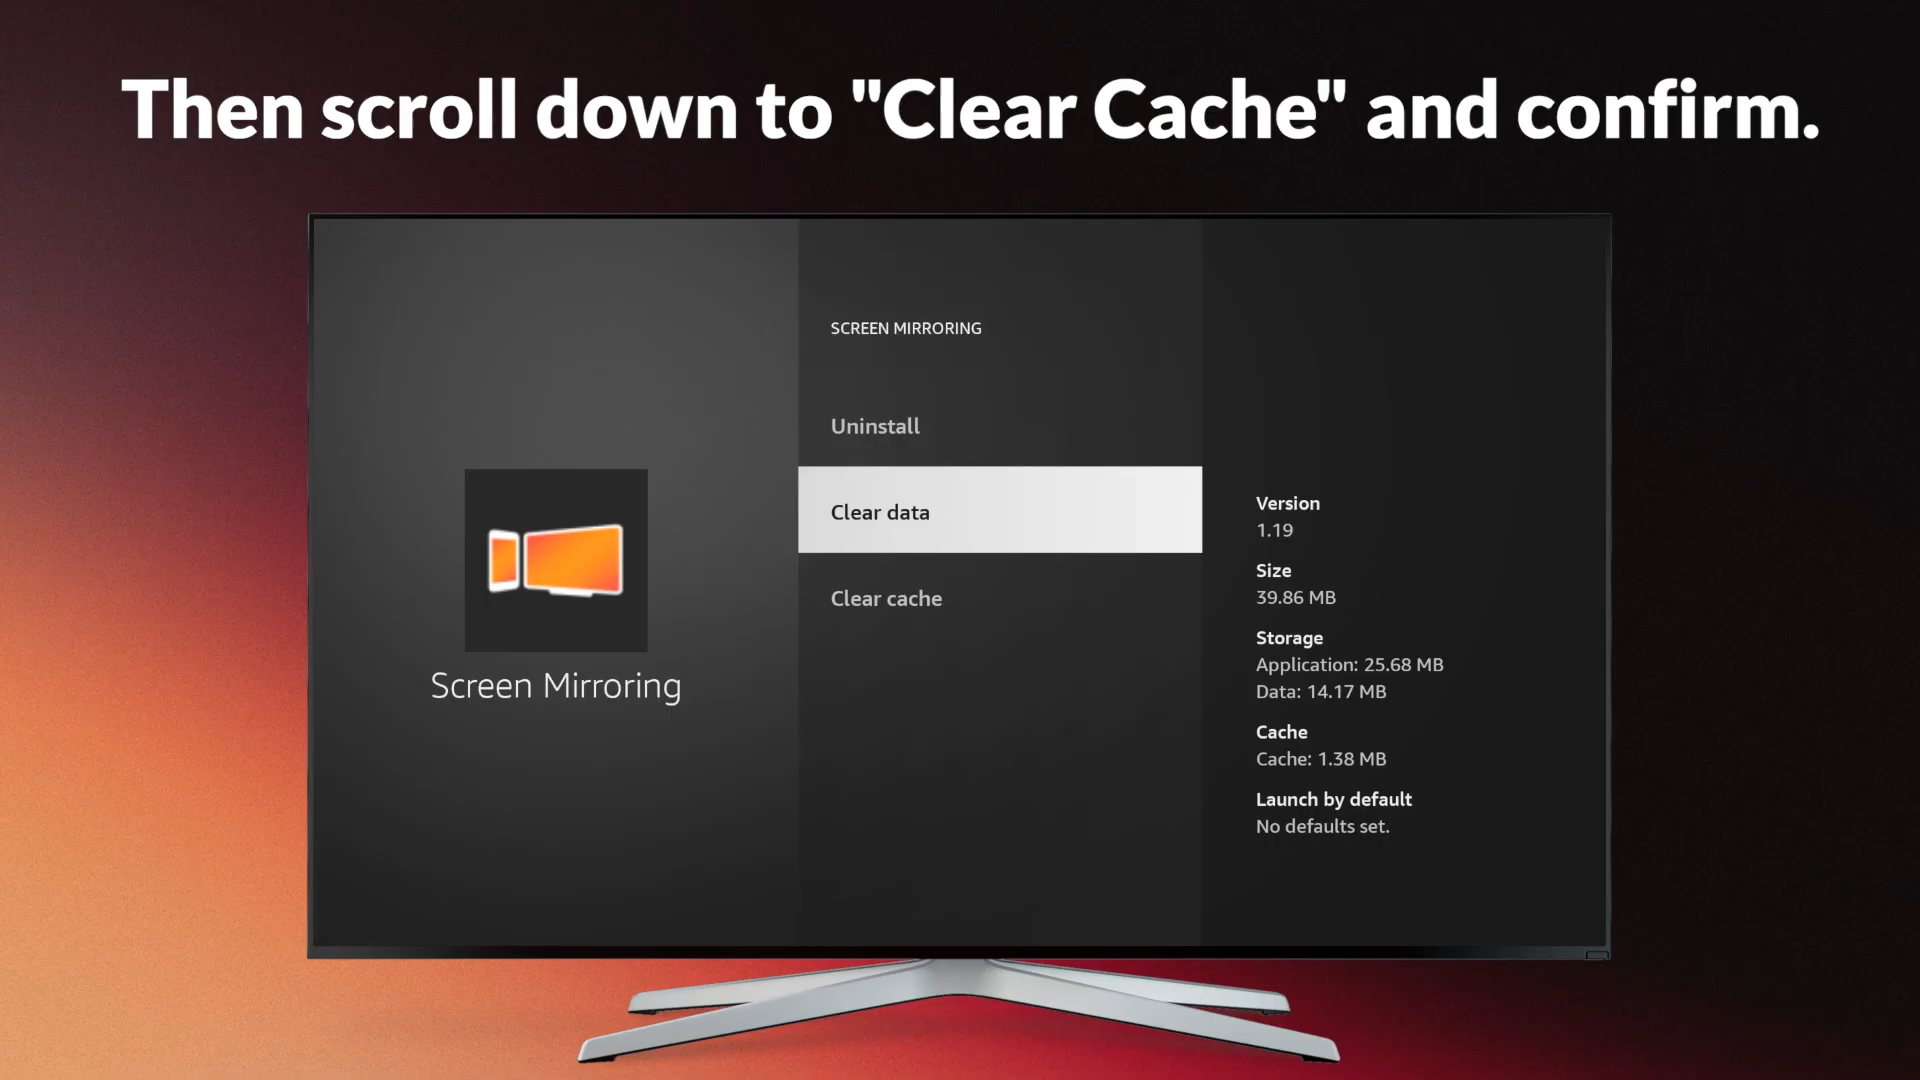 Then scroll down to "Clear Cache" and confirm.
SCREEN MIRRORING
Uninstall
Clear data
Clear cache
Screen Mirroring
Version
1.19
Size
39.86 MB
Storage
Application: 25.68 MB
Data: 14.17 MB
Cache
Cache: 1.38 MB
Launch by default
No defaults set.